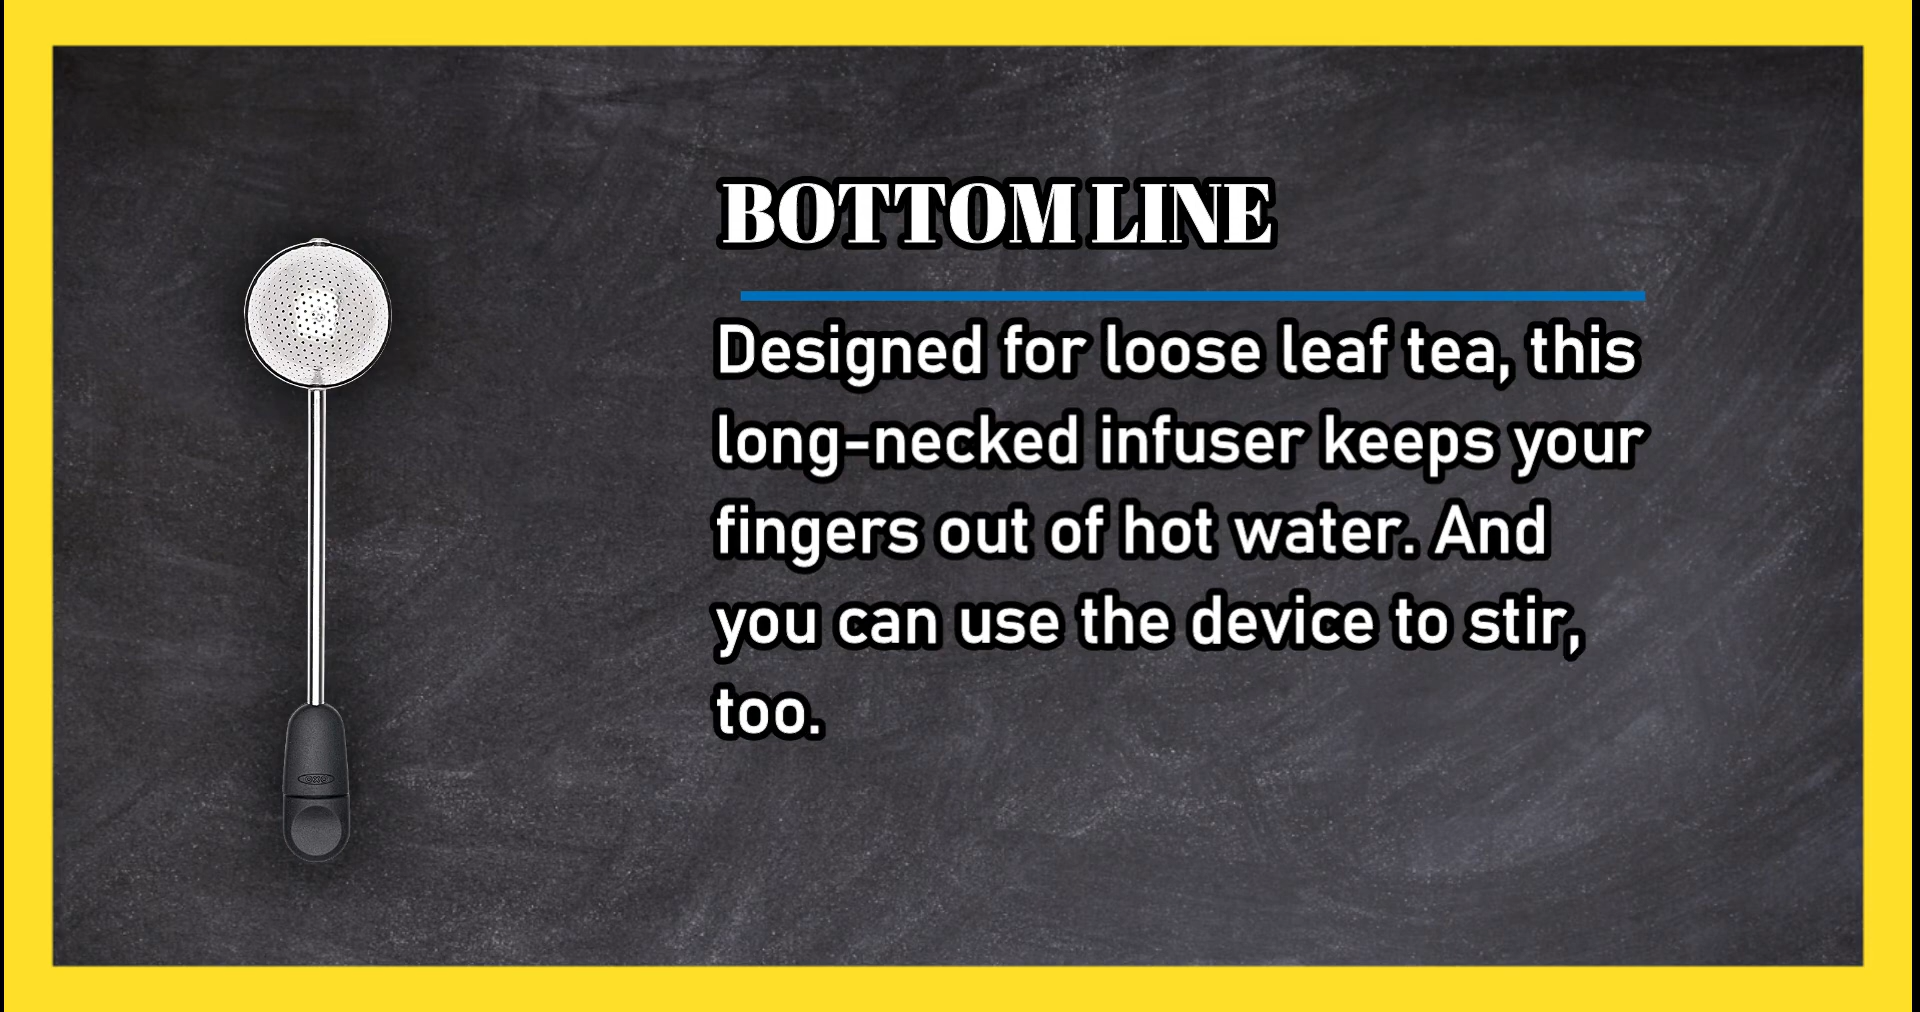 BOTTOM LINE
Designed for loose leaf tea, this
long-necked infuser keeps your
fingers out of hot water. And
you can use the device to stir,
too.
OXO